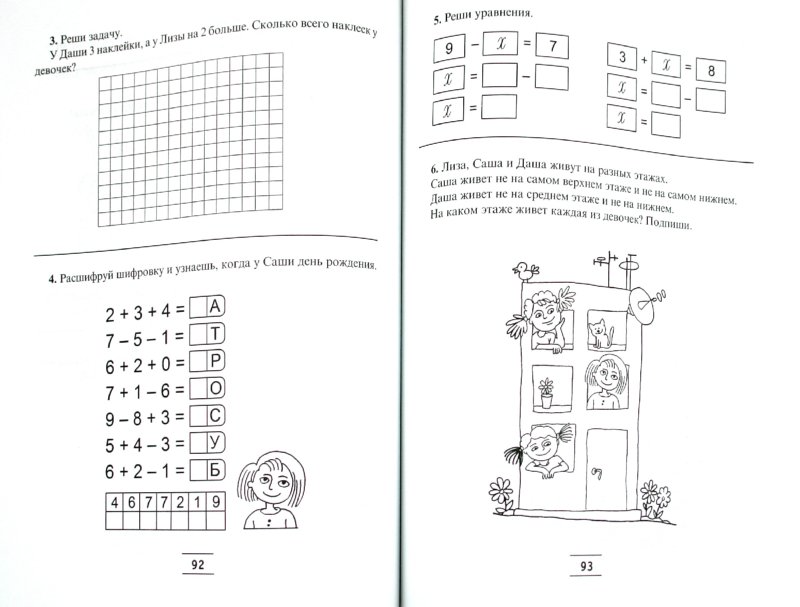 3. Реши задачу.
У Даши 3 наклейки, а у Лизы на 2 больше. Сколько всего наклеек у
девочек?
4. Расшифруй шифровку и узнаешь, когда у Саши день рождения.
2 + 3 + 4 = А
7 – 5 – 1 = Т
6 + 2 + 0 = Р
7 + 1 – 6 = О
9 – 8 + 3 = С
5 + 4 – 3 = У
6 + 2 – 1 = Б
4 6 7 7 2 1 9
92
5. Реши уравнения.
9 – x = 7
x = –
x =
3 + x = 8
x = –
x =
6. Лиза, Саша и Даша живут на разных этажах.
Саша живет не на самом верхнем этаже и не на самом нижнем.
Даша живет не на среднем этаже и не на нижнем.
На каком этаже живет каждая из девочек? Подпиши.
93